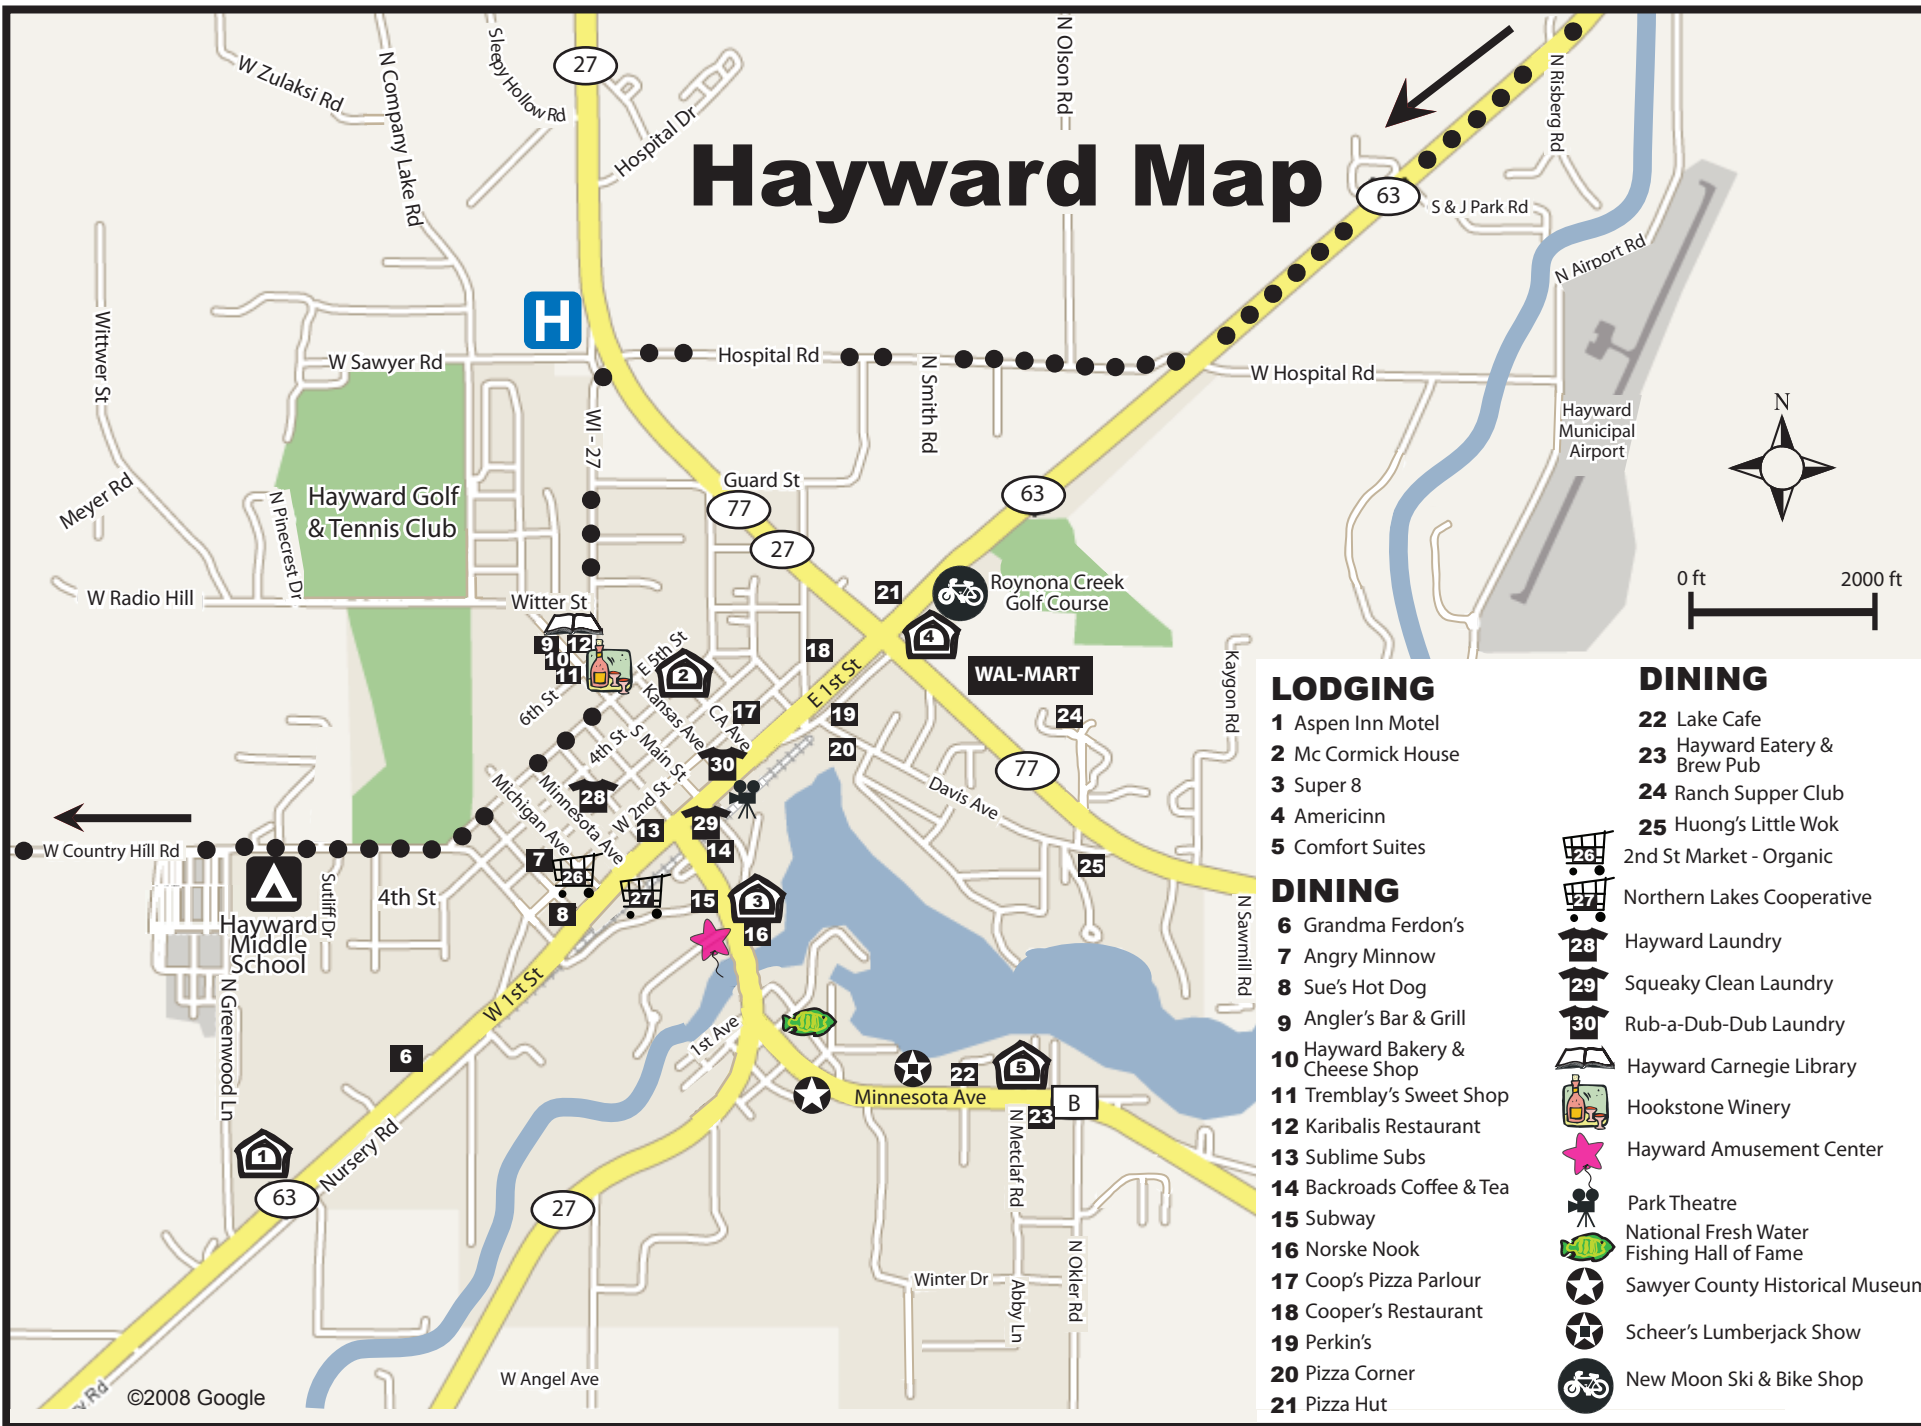 Hayward Map
27
W Zulaksi Rd
N Company Lake Rd
Sleepy Hollow Rd
Hospital Dr
N Olson Rd
N Risberg Rd
63
S & J Park Rd
N Airport Rd
H
Wittwer St
W Sawyer Rd
Hospital Rd
N Smith Rd
W Hospital Rd
WI - 27
Hayward
Municipal
Airport
N
Meyer Rd
N Pinecrest Dr
Hayward Golf
& Tennis Club
Guard St
77
27
63
0 ft
2000 ft
W Radio Hill
Witter St
21
Roynona Creek
Golf Course
4
9
12
10
11
E 5th St
2
18
WAL-MART
E 1st St
Kaygon Rd
6th St
Kansas Ave
CA Ave
17
19
24
4th St
S Main St
30
20
77
Michigan Ave
Minnesota Ave
28
W 2nd St
13
29
14
Davis Ave
25
W Country Hill Rd
7
26
27
8
15
3
16
4th St
Sutliff Dr
Hayward
Middle
School
N Greenwood Ln
N Sawmill Rd
W 1st St
1st Ave
6
22
5
Minnesota Ave
B
23
N Metclaf Rd
1
63
Nursery Rd
27
Winter Dr
Abby Ln
N Okler Rd
W Angel Ave
y Rd
©2008 Google
LODGING
1 Aspen Inn Motel
2 Mc Cormick House
3 Super 8
4 Americinn
5 Comfort Suites
DINING
6 Grandma Ferdon's
7 Angry Minnow
8 Sue's Hot Dog
9 Angler's Bar & Grill
10 Hayward Bakery &
Cheese Shop
11 Tremblay's Sweet Shop
12 Karibalis Restaurant
13 Sublime Subs
14 Backroads Coffee & Tea
15 Subway
16 Norske Nook
17 Coop's Pizza Parlour
18 Cooper's Restaurant
19 Perkin's
20 Pizza Corner
21 Pizza Hut
DINING
22 Lake Cafe
23 Hayward Eatery &
Brew Pub
24 Ranch Supper Club
25 Huong's Little Wok
26 2nd St Market - Organic
27 Northern Lakes Cooperative
28 Hayward Laundry
29 Squeaky Clean Laundry
30 Rub-a-Dub-Dub Laundry
Hayward Carnegie Library
Hookstone Winery
Hayward Amusement Center
Park Theatre
National Fresh Water
Fishing Hall of Fame
Sawyer County Historical Museum
Scheer's Lumberjack Show
New Moon Ski & Bike Shop